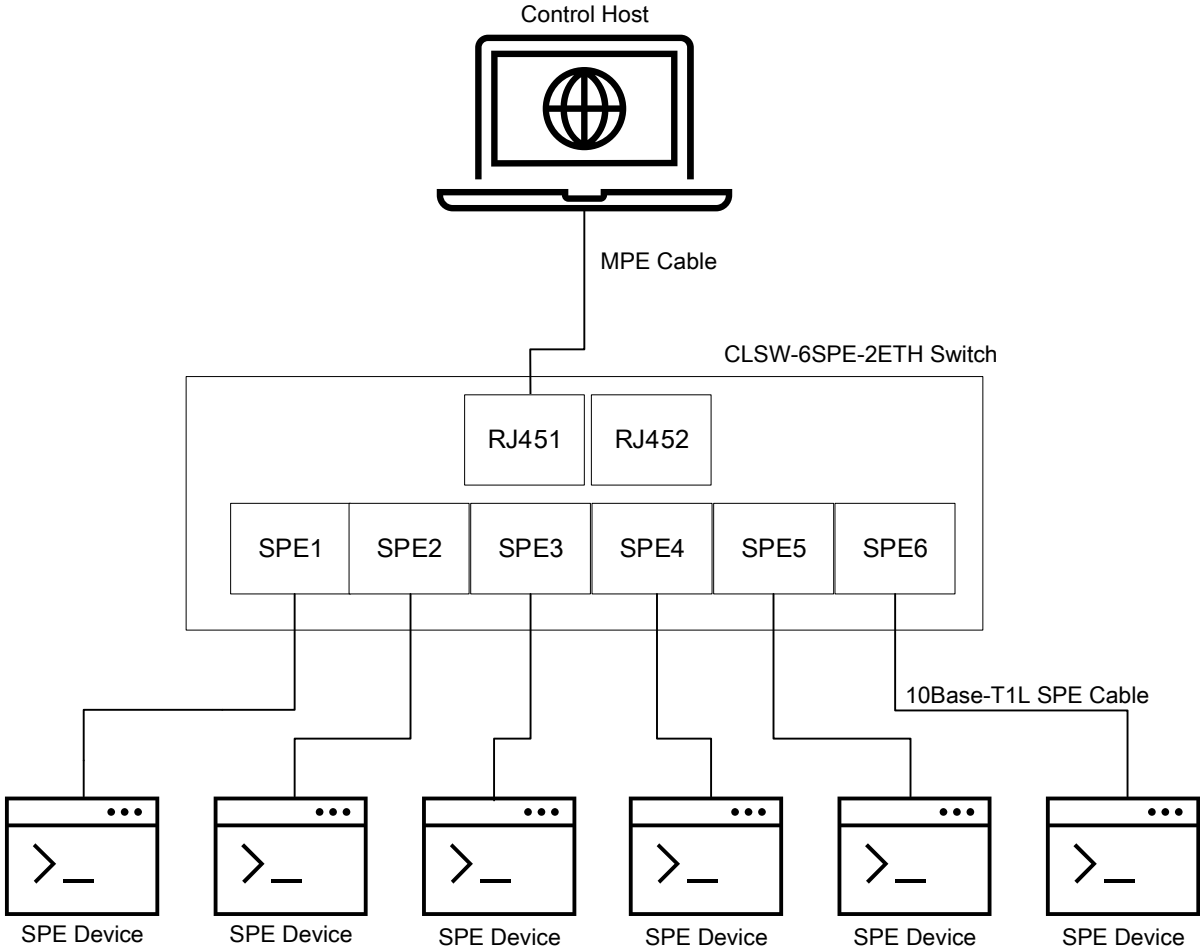 Control Host
MPE Cable
CLSW-6SPE-2ETH Switch
RJ451 RJ452
SPE1 SPE2 SPE3 SPE4 SPE5 SPE6
10Base-T1L SPE Cable
SPE Device SPE Device SPE Device SPE Device SPE Device SPE Device